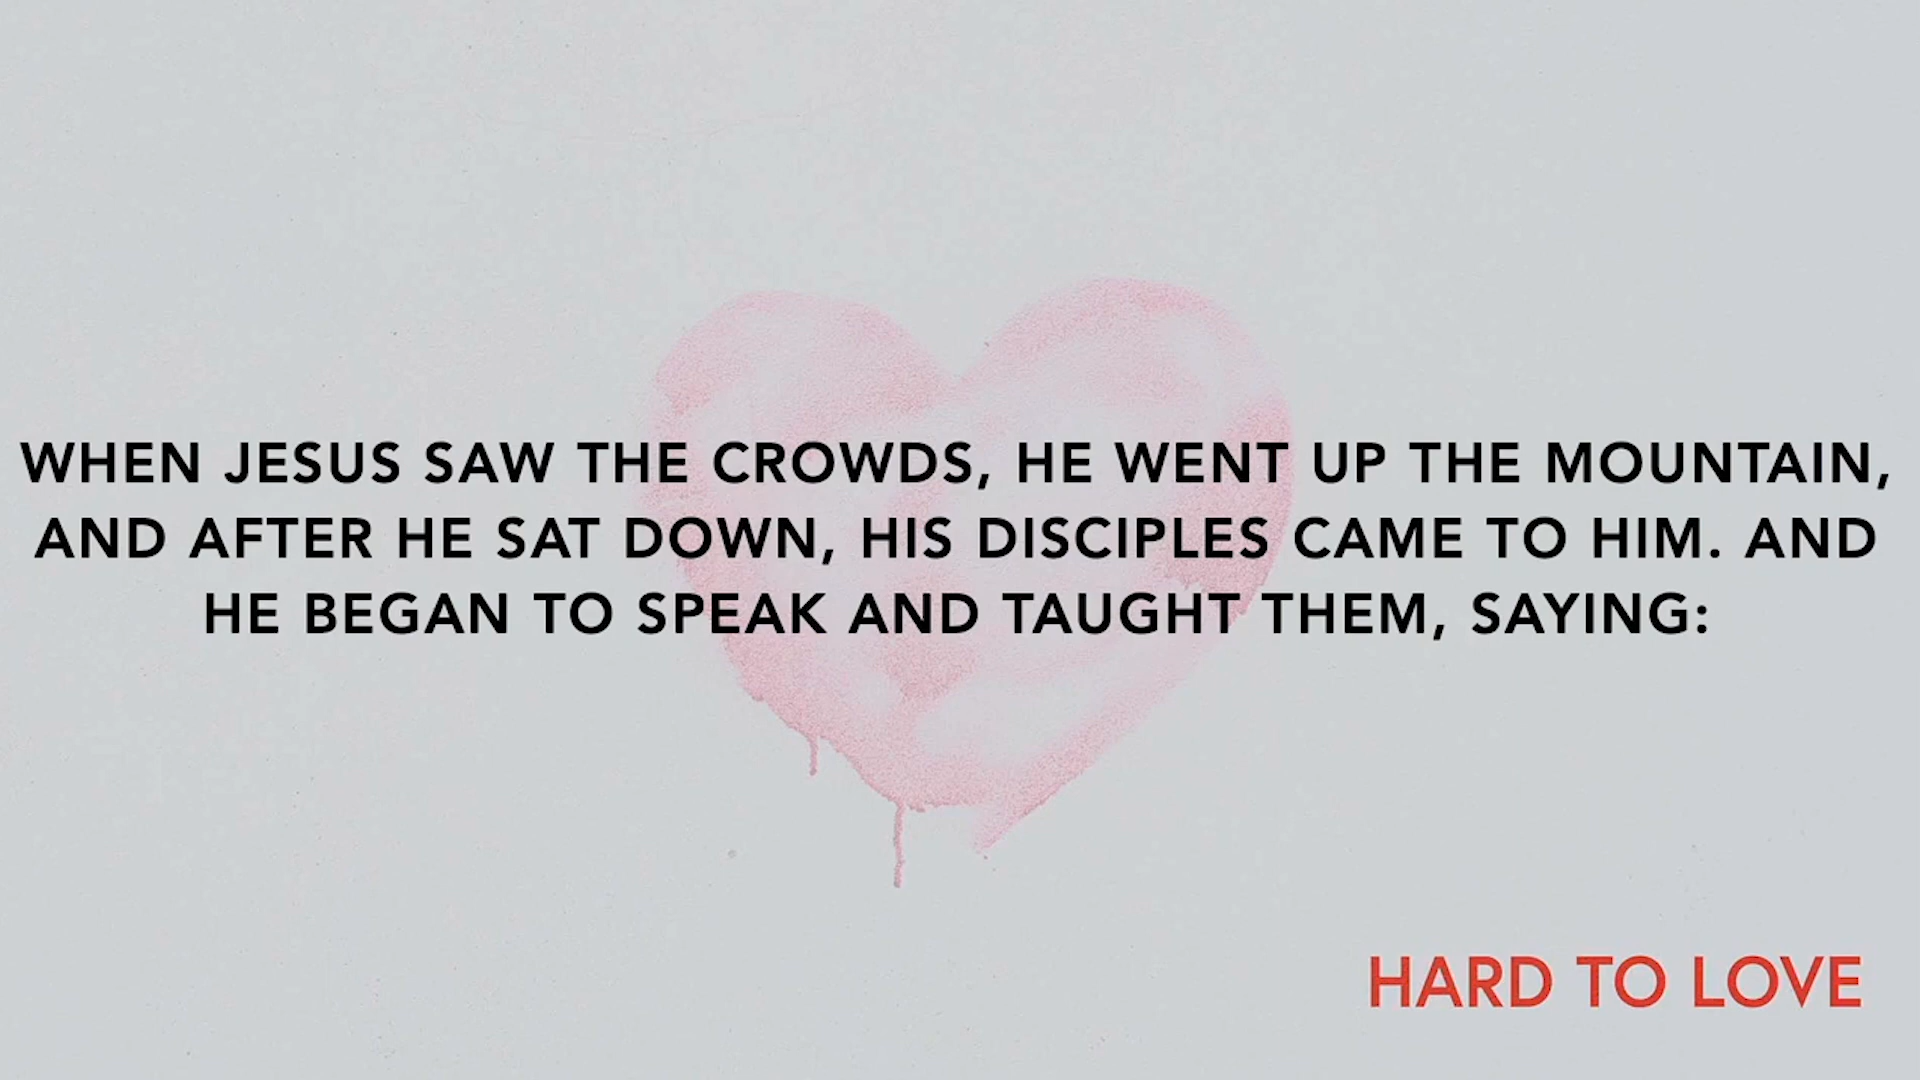 WHEN JESUS SAW THE CROWDS, HE WENT UP THE MOUNTAIN,
AND AFTER HE SAT DOWN, HIS DISCIPLES CAME TO HIM. AND
HE BEGAN TO SPEAK AND TAUGHT THEM, SAYING:
HARD TO LOVE